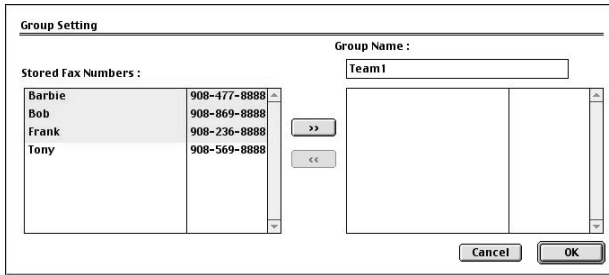 Group Setting
Group Name :
Team1
Stored Fax Numbers :
Barbie 908-477-8888
Bob 908-869-8888
Frank 908-236-8888
Tony 908-569-8888
>>
<<
Cancel OK